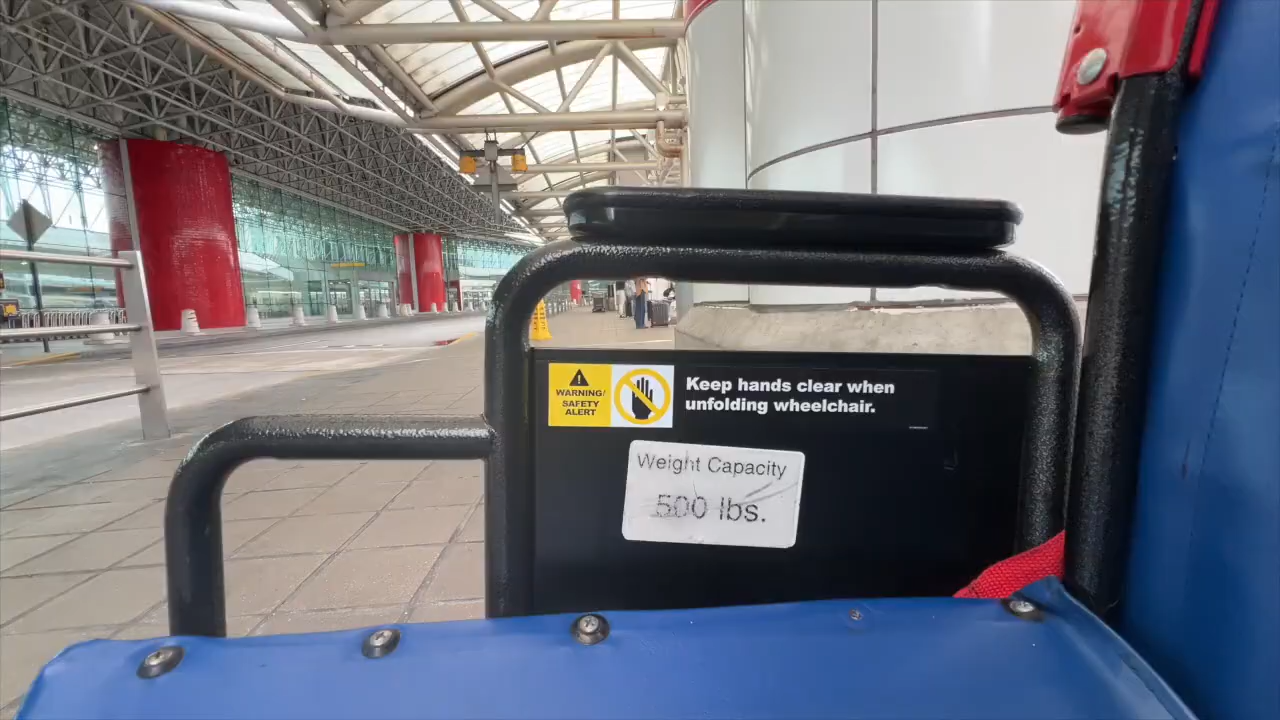 WARNING/
SAFETY
ALERT
Keep hands clear when
unfolding wheelchair.
Weight Capacity
500 lbs.